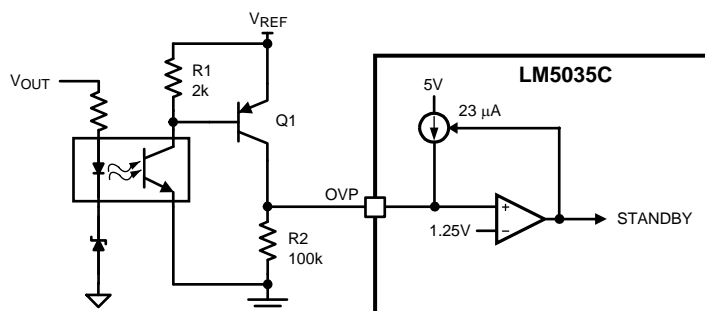 VREF
LM5035C
R1
2k
VOUT
5V
23 μA
Q1
OVP
+
STANDBY
1.25V
−
R2
100k